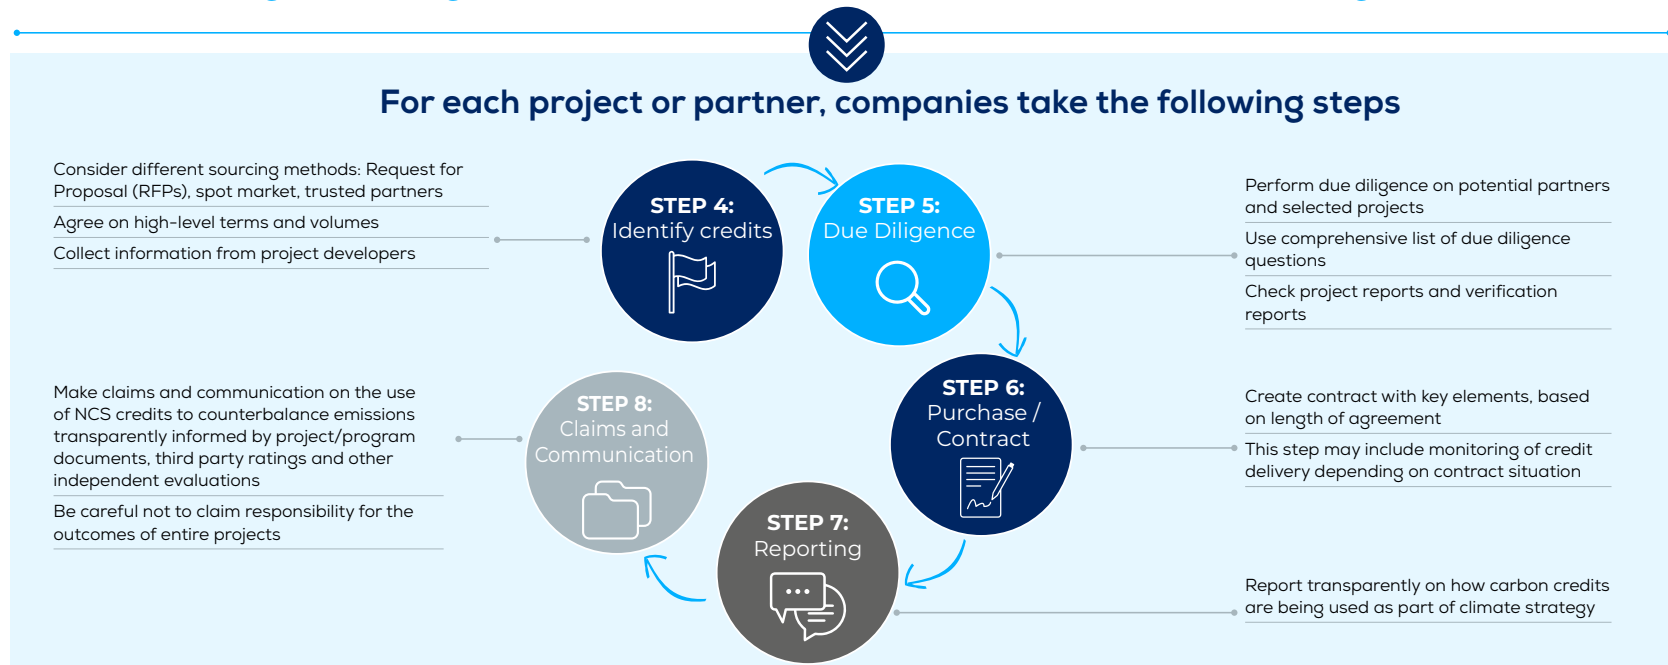 For each project or partner, companies take the following steps
Consider different sourcing methods: Request for
Proposal (RFPs), spot market, trusted partners
Agree on high-level terms and volumes
Collect information from project developers
STEP 4:
Identify credits
STEP 5:
Due Diligence
Perform due diligence on potential partners
and selected projects
Use comprehensive list of due diligence
questions
Check project reports and verification
reports
STEP 6:
Purchase /
Contract
Create contract with key elements, based
on length of agreement
This step may include monitoring of credit
delivery depending on contract situation
STEP 7:
Reporting
Report transparently on how carbon credits
are being used as part of climate strategy
STEP 8:
Claims and
Communication
Make claims and communication on the use
of NCS credits to counterbalance emissions
transparently informed by project/program
documents, third party ratings and other
independent evaluations
Be careful not to claim responsibility for the
outcomes of entire projects